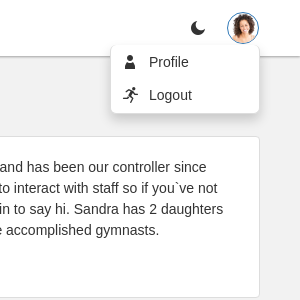 Profile
Logout
and has been our controller since
to interact with staff so if you`ve not
in to say hi. Sandra has 2 daughters
accomplished gymnasts.